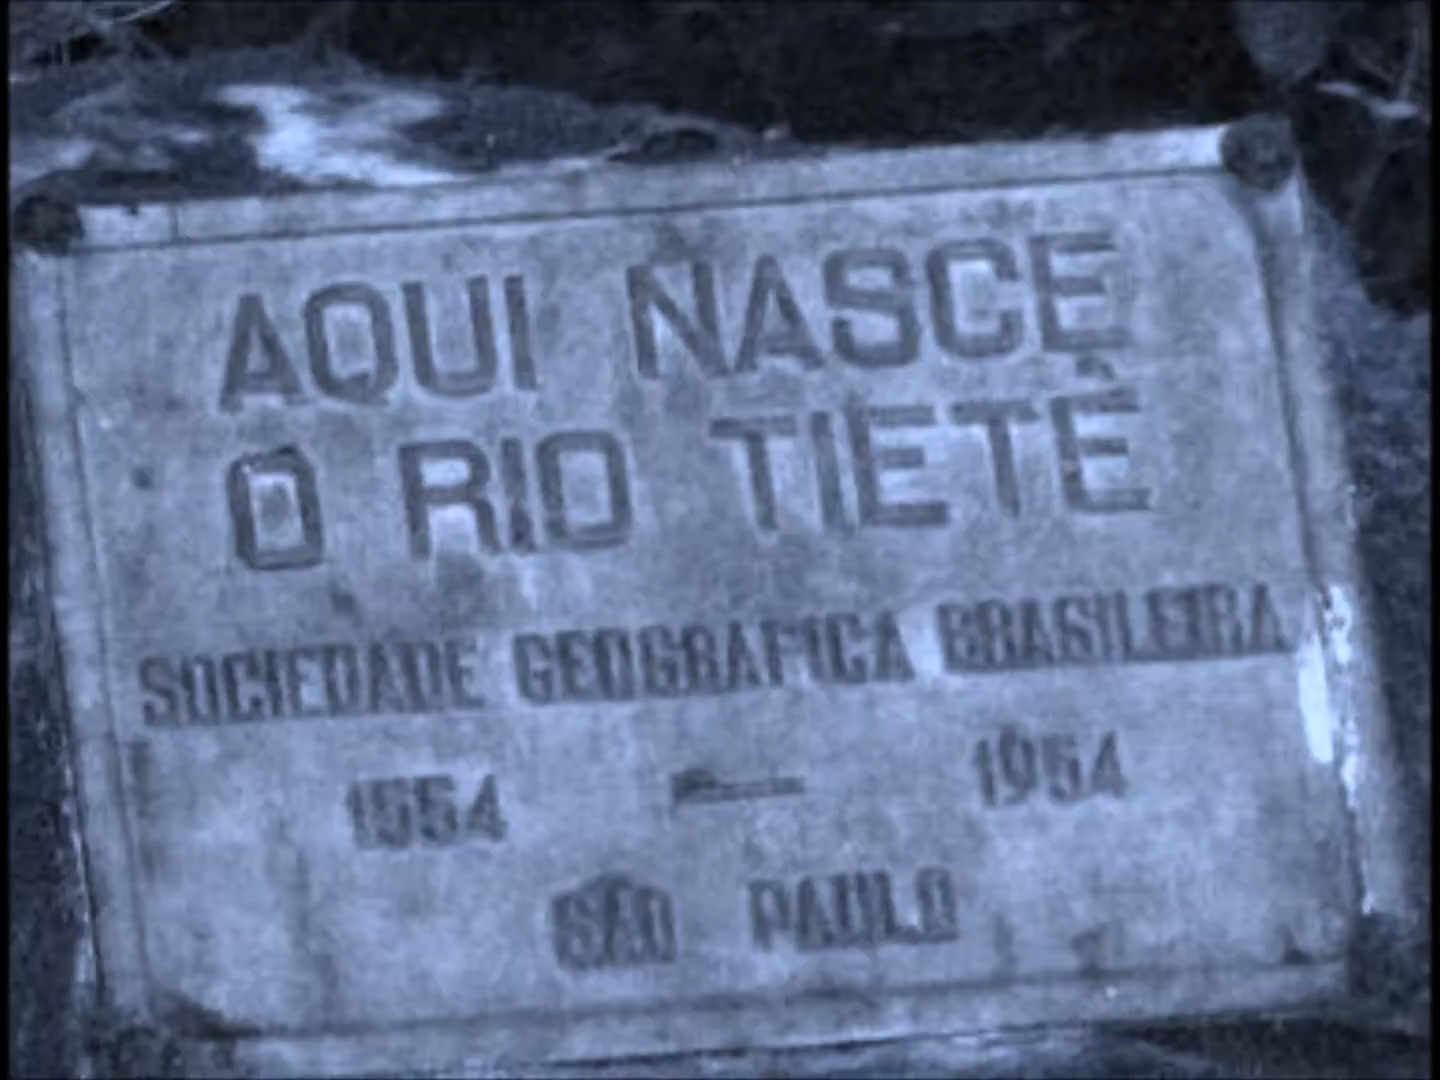 AQUI NASCE
O RIO TIETÊ
SOCIEDADE GEOGRAFICA BRASILEIRA
1554 — 1954
SÃO PAULO